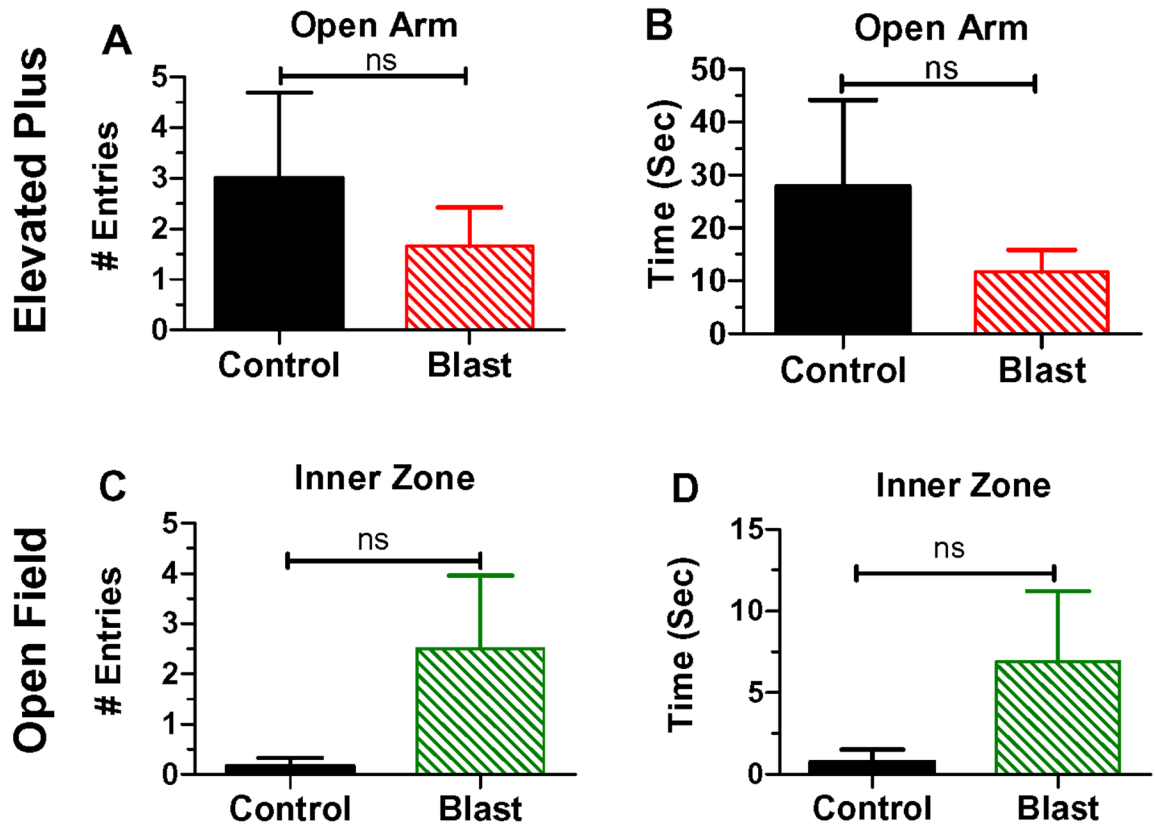 Elevated Plus
A
Open Arm
ns
# Entries
5
4
3
2
1
0
Control
Blast
B
Open Arm
ns
Time (Sec)
50
40
30
20
10
0
Control
Blast
Open Field
C
Inner Zone
ns
# Entries
5
4
3
2
1
0
Control
Blast
D
Inner Zone
ns
Time (Sec)
15
10
5
0
Control
Blast